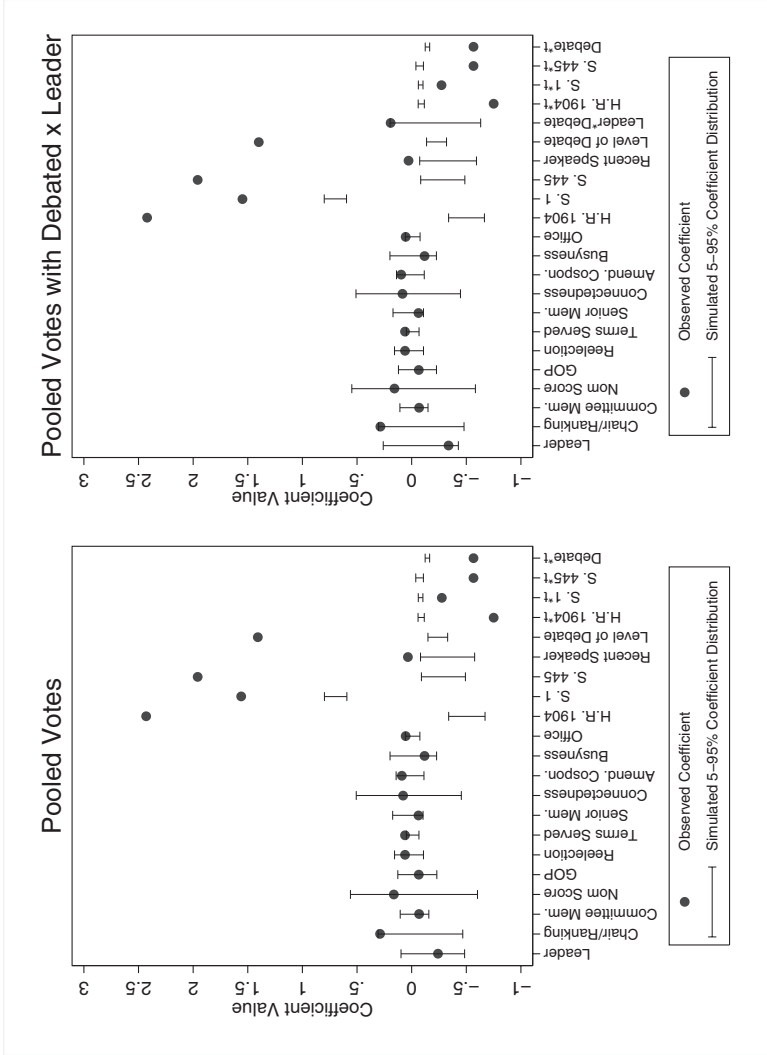 Pooled Votes
Coefficient Value
3
2.5
2
1.5
1
.5
0
−.5
−1
Leader
Chair/Ranking
Committee Mem.
Nom Score
GOP
Reelection
Terms Served
Senior Mem.
Connectedness
Amend. Cospon.
Busyness
Office
H.R. 1904
S. 1
S. 445
Recent Speaker
Level of Debate
H.R. 1904*t
S. 1*t
S. 445*t
Debate*t
Observed Coefficient
Simulated 5−95% Coefficient Distribution
Pooled Votes with Debated x Leader
Coefficient Value
3
2.5
2
1.5
1
.5
0
−.5
−1
Leader
Chair/Ranking
Committee Mem.
Nom Score
GOP
Reelection
Terms Served
Senior Mem.
Connectedness
Amend. Cospon.
Busyness
Office
H.R. 1904
S. 1
S. 445
Recent Speaker
Level of Debate
Leader*Debate
H.R. 1904*t
S. 1*t
S. 445*t
Debate*t
Observed Coefficient
Simulated 5−95% Coefficient Distribution